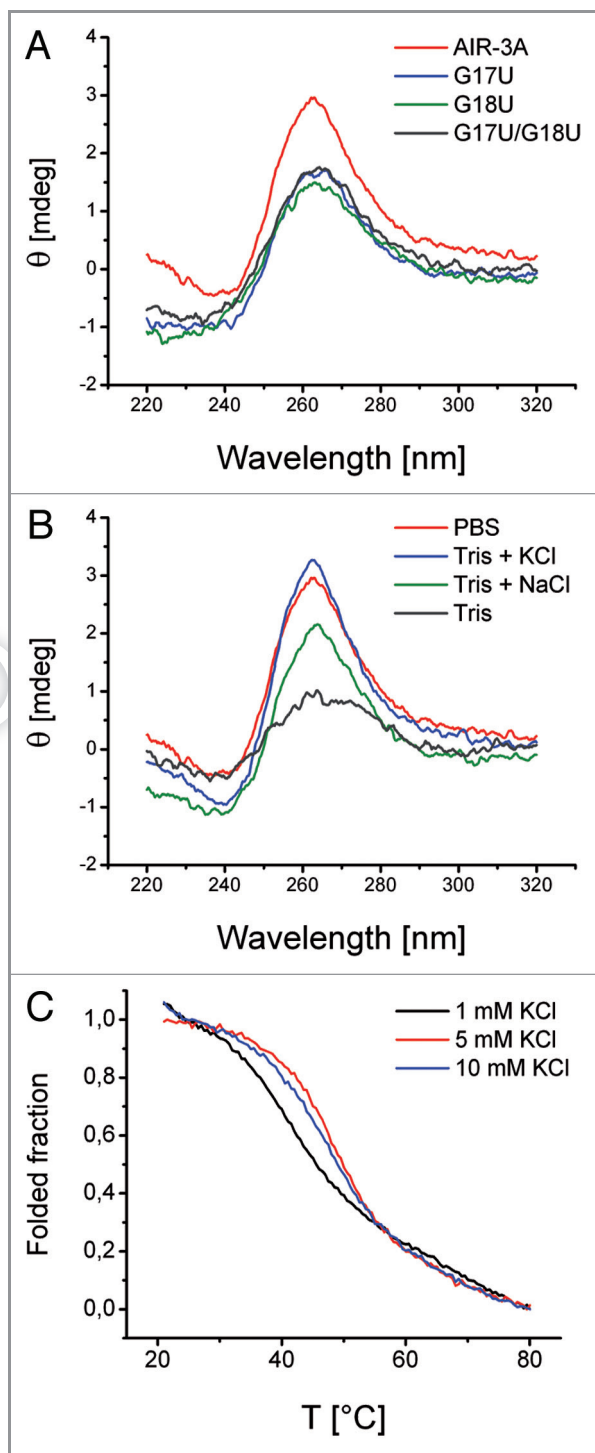 A
4
3
2
1
0
-1
-2
θ [mdeg]
AIR-3A
G17U
G18U
G17U/G18U
220 240 260 280 300 320
Wavelength [nm]
B
4
3
2
1
0
-1
-2
θ [mdeg]
PBS
Tris + KCl
Tris + NaCl
Tris
220 240 260 280 300 320
Wavelength [nm]
C
1,0
0,8
0,6
0,4
0,2
0,0
Folded fraction
1 mM KCl
5 mM KCl
10 mM KCl
20 40 60 80
T [°C]